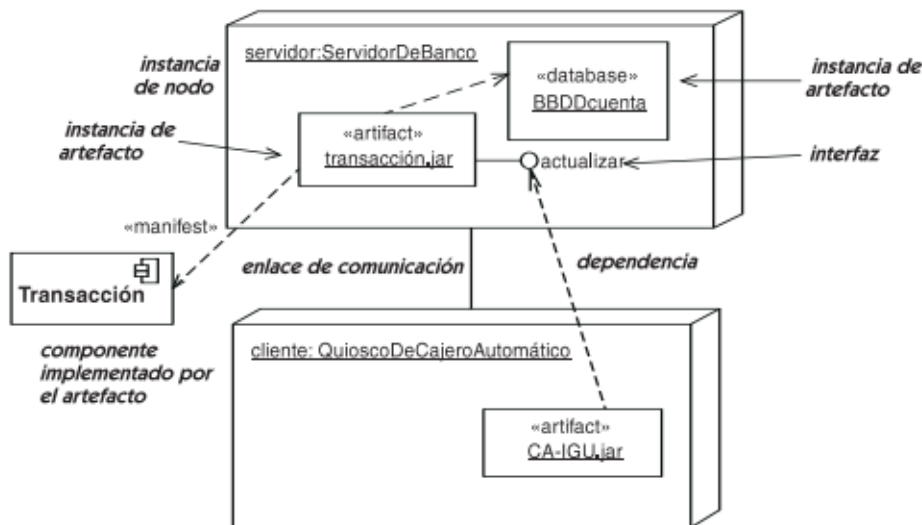 servidor:ServidorDeBanco
instancia
de nodo
«database»
BBDDcuenta
instancia de
artefacto
instancia de
artefacto
«artifact»
transacción.jar
actualizar
interfaz
«manifest»
Transacción
enlace de comunicación
dependencia
componente
implementado por
el artefacto
cliente: QuioscoDeCajeroAutomático
«artifact»
CA-IGU.jar